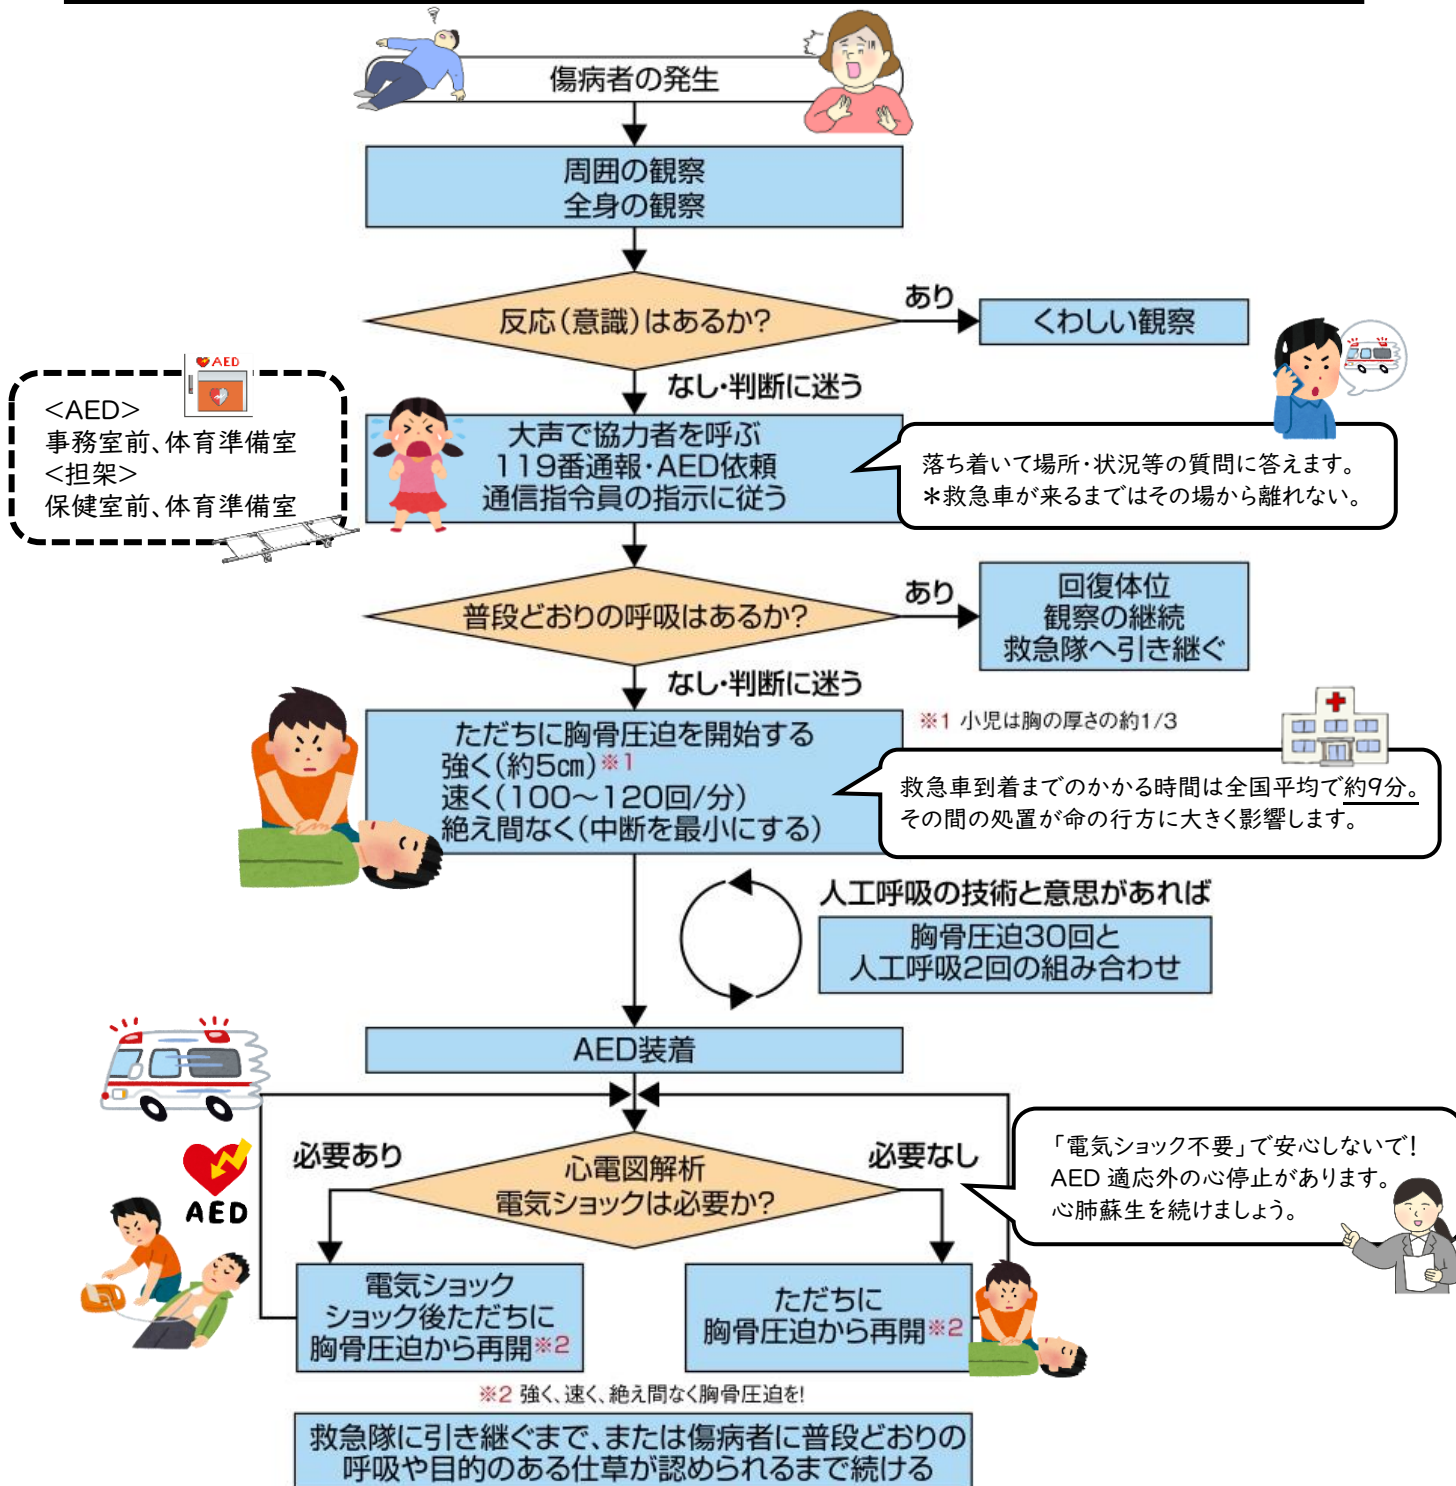 傷病者の発生
周囲の観察
全身の観察
反応(意識)はあるか?
あり
くわしい観察
なし・判断に迷う
AED
<AED>
事務室前、体育準備室
<担架>
保健室前、体育準備室
大声で協力者を呼ぶ
119番通報・AED依頼
通信指令員の指示に従う
落ち着いて場所・状況等の質問に答えます。
*救急車が来るまではその場から離れない。
普段どおりの呼吸はあるか?
あり
回復体位
観察の継続
救急隊へ引き継ぐ
なし・判断に迷う
ただちに胸骨圧迫を開始する
強く(約5㎝)※1
速く(100〜120回/分)
絶え間なく(中断を最小にする)
※1 小児は胸の厚さの約1/3
救急車到着までのかかる時間は全国平均で約9分。
その間の処置が命の行方に大きく影響します。
人工呼吸の技術と意思があれば
胸骨圧迫30回と
人工呼吸2回の組み合わせ
AED装着
必要あり
心電図解析
電気ショックは必要か?
必要なし
「電気ショック不要」で安心しないで!
AED 適応外の心停止があります。
心肺蘇生を続けましょう。
AED
電気ショック
ショック後ただちに
胸骨圧迫から再開※2
ただちに
胸骨圧迫から再開※2
※2 強く、速く、絶え間なく胸骨圧迫を!
救急隊に引き継ぐまで、または傷病者に普段どおりの
呼吸や目的のある仕草が認められるまで続ける